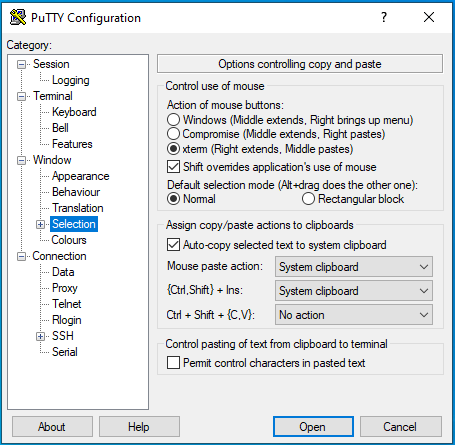 PuTTY Configuration
Category:
Session
Logging
Terminal
Keyboard
Bell
Features
Window
Appearance
Behaviour
Translation
Selection
Colours
Connection
Data
Proxy
Telnet
Rlogin
SSH
Serial
Options controlling copy and paste
Control use of mouse
Action of mouse buttons:
Windows (Middle extends, Right brings up menu)
Compromise (Middle extends, Right pastes)
xterm (Right extends, Middle pastes)
Shift overrides application's use of mouse
Default selection mode (Alt+drag does the other one):
Normal Rectangular block
Assign copy/paste actions to clipboards
Auto-copy selected text to system clipboard
Mouse paste action: System clipboard
{Ctrl,Shift} + Ins: System clipboard
Ctrl + Shift + {C,V}: No action
Control pasting of text from clipboard to terminal
Permit control characters in pasted text
About Help Open Cancel